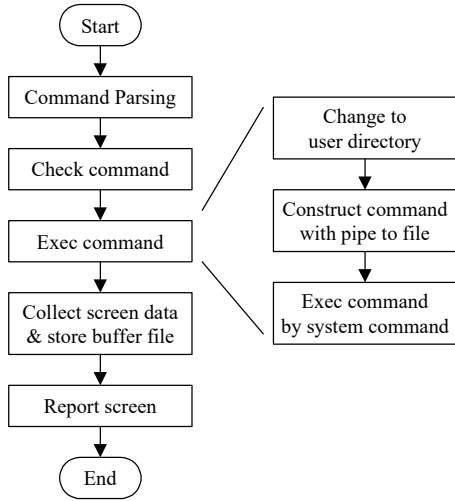 Start
Command Parsing
Check command
Exec command
Collect screen data
& store buffer file
Report screen
End
Change to
user directory
Construct command
with pipe to file
Exec command
by system command